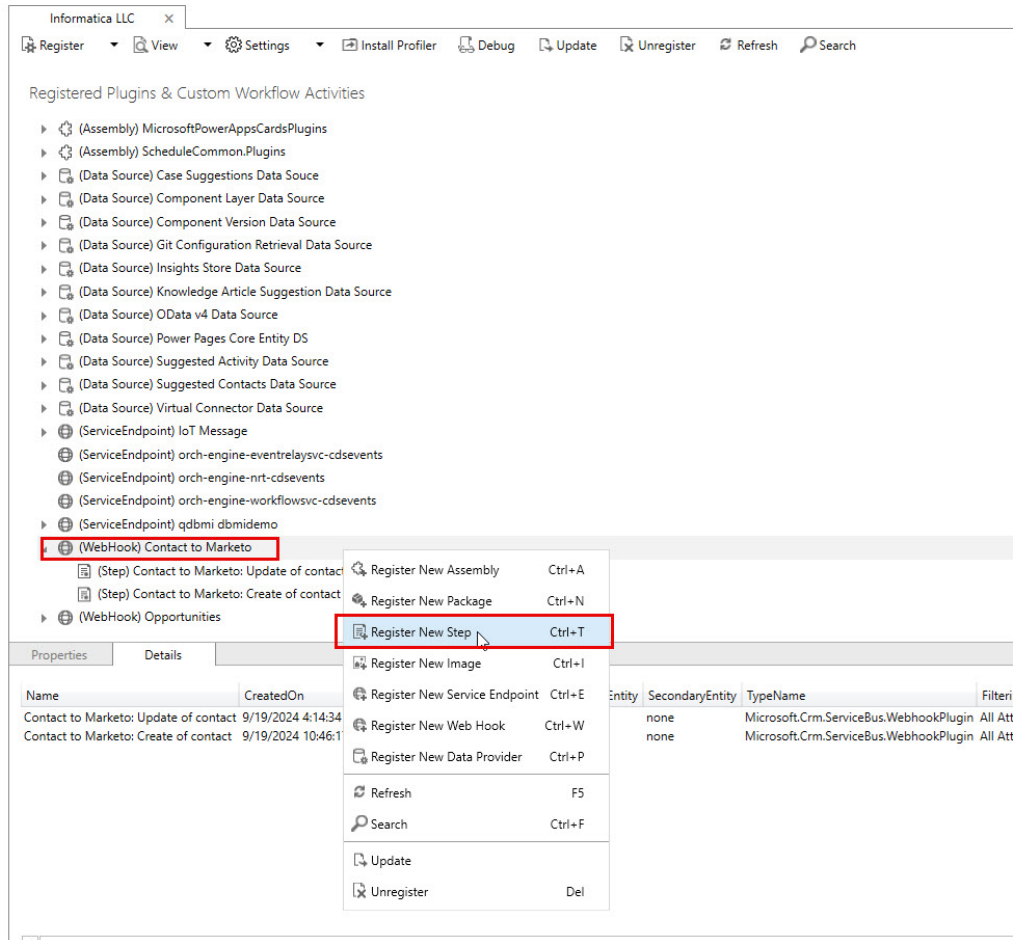 Informatica LLC ×
Register View Settings Install Profiler Debug Update Unregister Refresh Search
Registered Plugins & Custom Workflow Activities
(Assembly) MicrosoftPowerAppsCardsPlugins
(Assembly) ScheduleCommon.Plugins
(Data Source) Case Suggestions Data Souce
(Data Source) Component Layer Data Source
(Data Source) Component Version Data Source
(Data Source) Git Configuration Retrieval Data Source
(Data Source) Insights Store Data Source
(Data Source) Knowledge Article Suggestion Data Source
(Data Source) OData v4 Data Source
(Data Source) Power Pages Core Entity DS
(Data Source) Suggested Activity Data Source
(Data Source) Suggested Contacts Data Source
(Data Source) Virtual Connector Data Source
(ServiceEndpoint) IoT Message
(ServiceEndpoint) orch-engine-eventrelaysvc-cdsevents
(ServiceEndpoint) orch-engine-nrt-cdsevents
(ServiceEndpoint) orch-engine-workflowsvc-cdsevents
(ServiceEndpoint) qdbmi dbmidemo
(WebHook) Contact to Marketo
(Step) Contact to Marketo: Update of contact
(Step) Contact to Marketo: Create of contact
(WebHook) Opportunities
Register New Assembly Ctrl+A
Register New Package Ctrl+N
Register New Step Ctrl+T
Register New Image Ctrl+I
Register New Service Endpoint Ctrl+E
Register New Web Hook Ctrl+W
Register New Data Provider Ctrl+P
Refresh F5
Search Ctrl+F
Update
Unregister Del
Properties Details
Name CreatedOn Entity SecondaryEntity TypeName Filteri
Contact to Marketo: Update of contact 9/19/2024 4:14:34 none Microsoft.Crm.ServiceBus.WebhookPlugin All Att
Contact to Marketo: Create of contact 9/19/2024 10:46:1 none Microsoft.Crm.ServiceBus.WebhookPlugin All Att